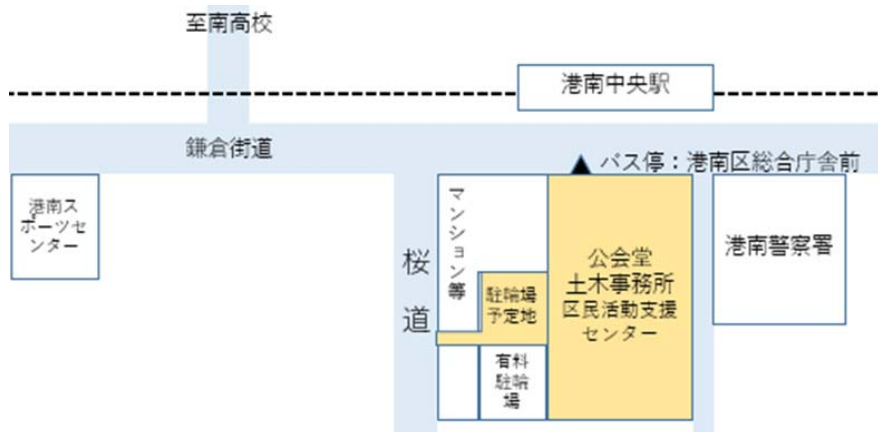 至南高校
港南中央駅
鎌倉街道
▲ バス停：港南区総合庁舎前
港南ス
ポーツセ
ンター
桜
道
マンション等
駐輪場
予定地
有料
駐輪
場
公会堂
土木事務所
区民活動支援
センター
港南警察署